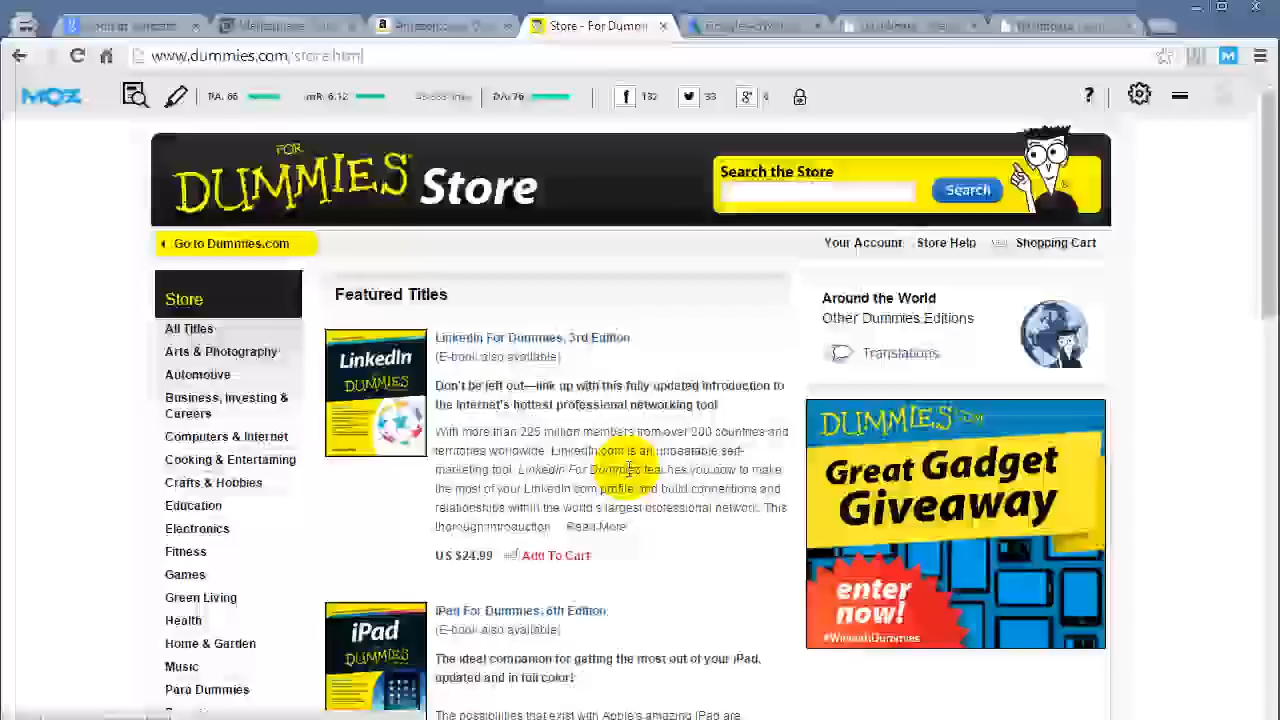 Store - For Dummi
www.dummies.com/store.html
MOZ
PA: 66
mR: 6.12
DA: 76
f 132
33
g+
?
FOR
DUMMIES Store
Search the Store
Search
Go to Dummies.com
Your Account
Store Help
Shopping Cart
Store
All Titles
Arts & Photography
Automotive
Business, Investing &
Careers
Computers & Internet
Cooking & Entertaining
Crafts & Hobbies
Education
Electronics
Fitness
Games
Green Living
Health
Home & Garden
Music
Para Dummies
Featured Titles
LinkedIn
DUMMIES
LinkedIn For Dummies, 3rd Edition
(E-book also available)
Don't be left out—link up with this fully updated introduction to
the Internet's hottest professional networking tool
With more than 225 million members from over 200 countries and
territories worldwide, LinkedIn.com is an unbeatable self-
marketing tool. LinkedIn For Dummies teaches you how to make
the most of your LinkedIn.com profile and build connections and
relationships within the world's largest professional network. This
thorough introduction Read More
US $24.99
Add To Cart
iPad
DUMMIES
iPad For Dummies, 6th Edition
(E-book also available)
The ideal companion for getting the most out of your iPad,
updated and in full color!
The possibilities that exist with Apple's amazing iPad are
Around the World
Other Dummies Editions
Translations
DUMMIES
Great Gadget
Giveaway
enter
now!
#WinwithDummies